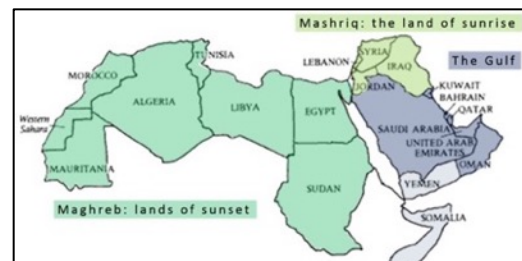 Mashriq: the land of sunrise
SYRIA
LEBANON
IRAQ
The Gulf
TUNISIA
MOROCCO
JORDAN
KUWAIT
BAHRAIN
QATAR
ALGERIA
LIBYA
EGYPT
Western
Sahara
SAUDI ARABIA
UNITED ARAB
EMIRATES
OMAN
MAURITANIA
YEMEN
SUDAN
Maghreb: lands of sunset
SOMALIA